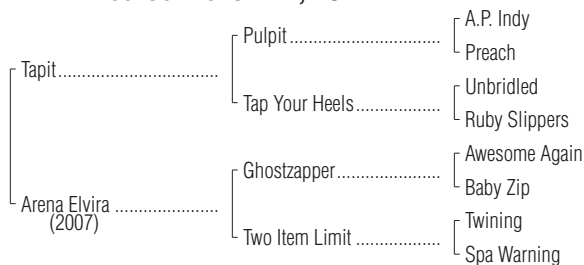 A.P. Indy
Pulpit
Preach
Tapit
Unbridled
Tap Your Heels
Ruby Slippers
Awesome Again
Ghostzapper
Baby Zip
Arena Elvira
(2007)
Twining
Two Item Limit
Spa Warning